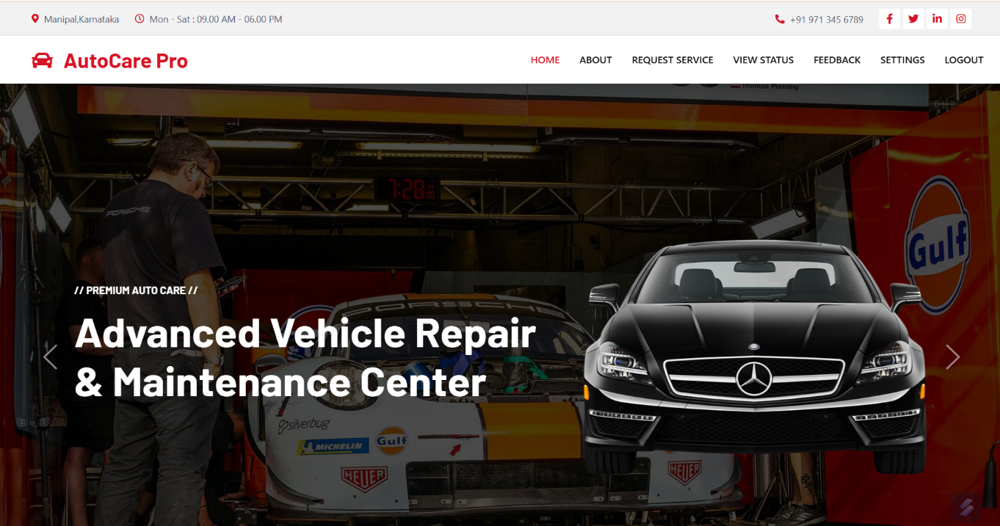 Manipal,Karnataka
Mon - Sat : 09.00 AM - 06.00 PM
+91 971 345 6789
AutoCare Pro
HOME
ABOUT
REQUEST SERVICE
VIEW STATUS
FEEDBACK
SETTINGS
LOGOUT
Thomas Preining
7:28
PORSCHE
Gulf
// PREMIUM AUTO CARE //
PORSCHE
Advanced Vehicle Repair
& Maintenance Center
silverbug
MICHELIN
Gulf
HEUER
HEUER